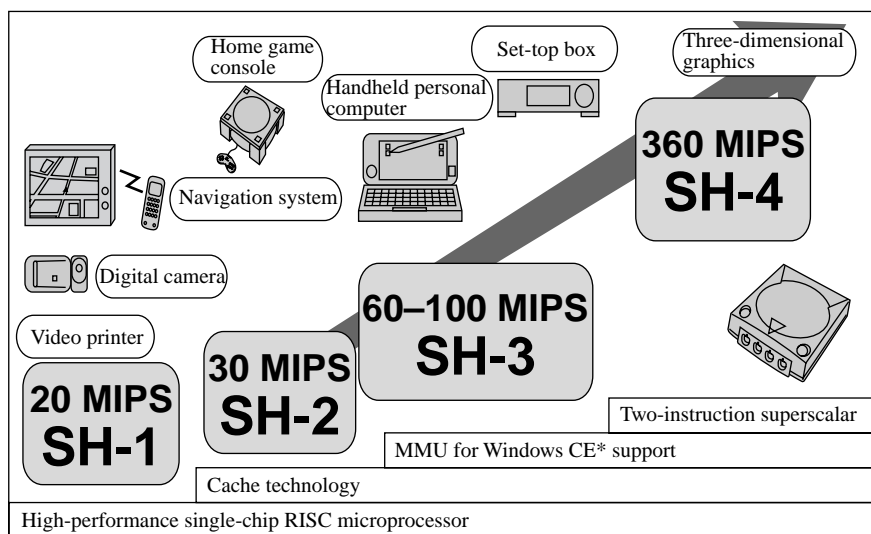 Home game
console
Set-top box
Three-dimensional
graphics
Handheld personal
computer
Navigation system
Digital camera
Video printer
20 MIPS
SH-1
30 MIPS
SH-2
60–100 MIPS
SH-3
360 MIPS
SH-4
Two-instruction superscalar
MMU for Windows CE* support
Cache technology
High-performance single-chip RISC microprocessor